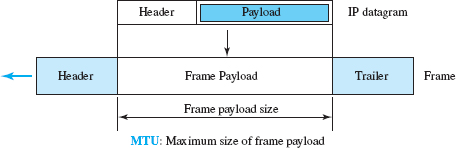 Header Payload IP datagram
Header Frame Payload Trailer Frame
Frame payload size
MTU: Maximum size of frame payload